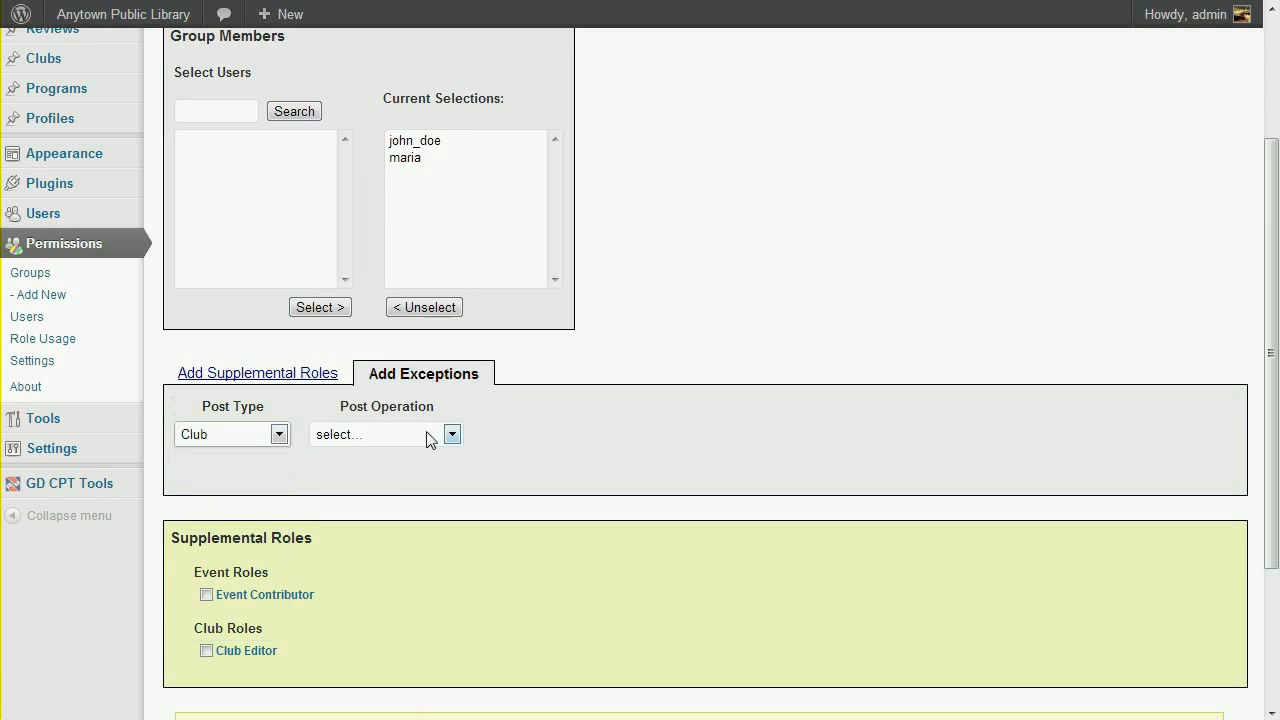 Anytown Public Library
New
Howdy, admin
Reviews
Clubs
Programs
Profiles
Appearance
Plugins
Users
Permissions
Groups
- Add New
Users
Role Usage
Settings
About
Tools
Settings
GD CPT Tools
Collapse menu
Group Members
Select Users
Search
Current Selections:
john_doe
maria
Select >
< Unselect
Add Supplemental Roles
Add Exceptions
Post Type
Post Operation
Club
select...
Supplemental Roles
Event Roles
Event Contributor
Club Roles
Club Editor